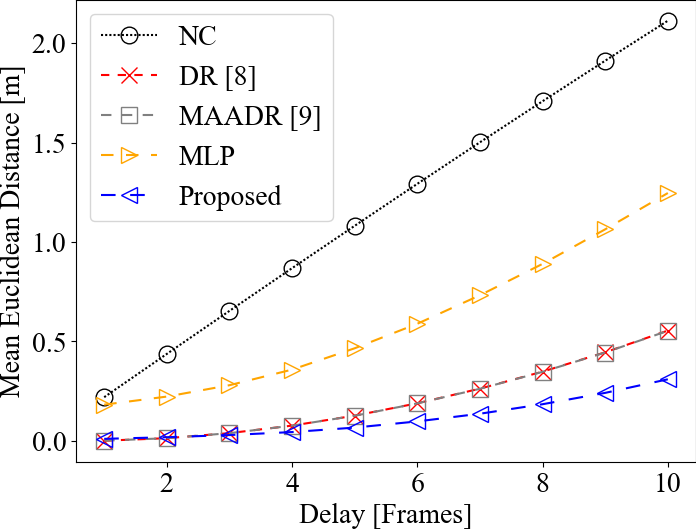 Mean Euclidean Distance [m]
2.0
1.5
1.0
0.5
0.0
NC
DR [8]
MAADR [9]
MLP
Proposed
2 4 6 8 10
Delay [Frames]